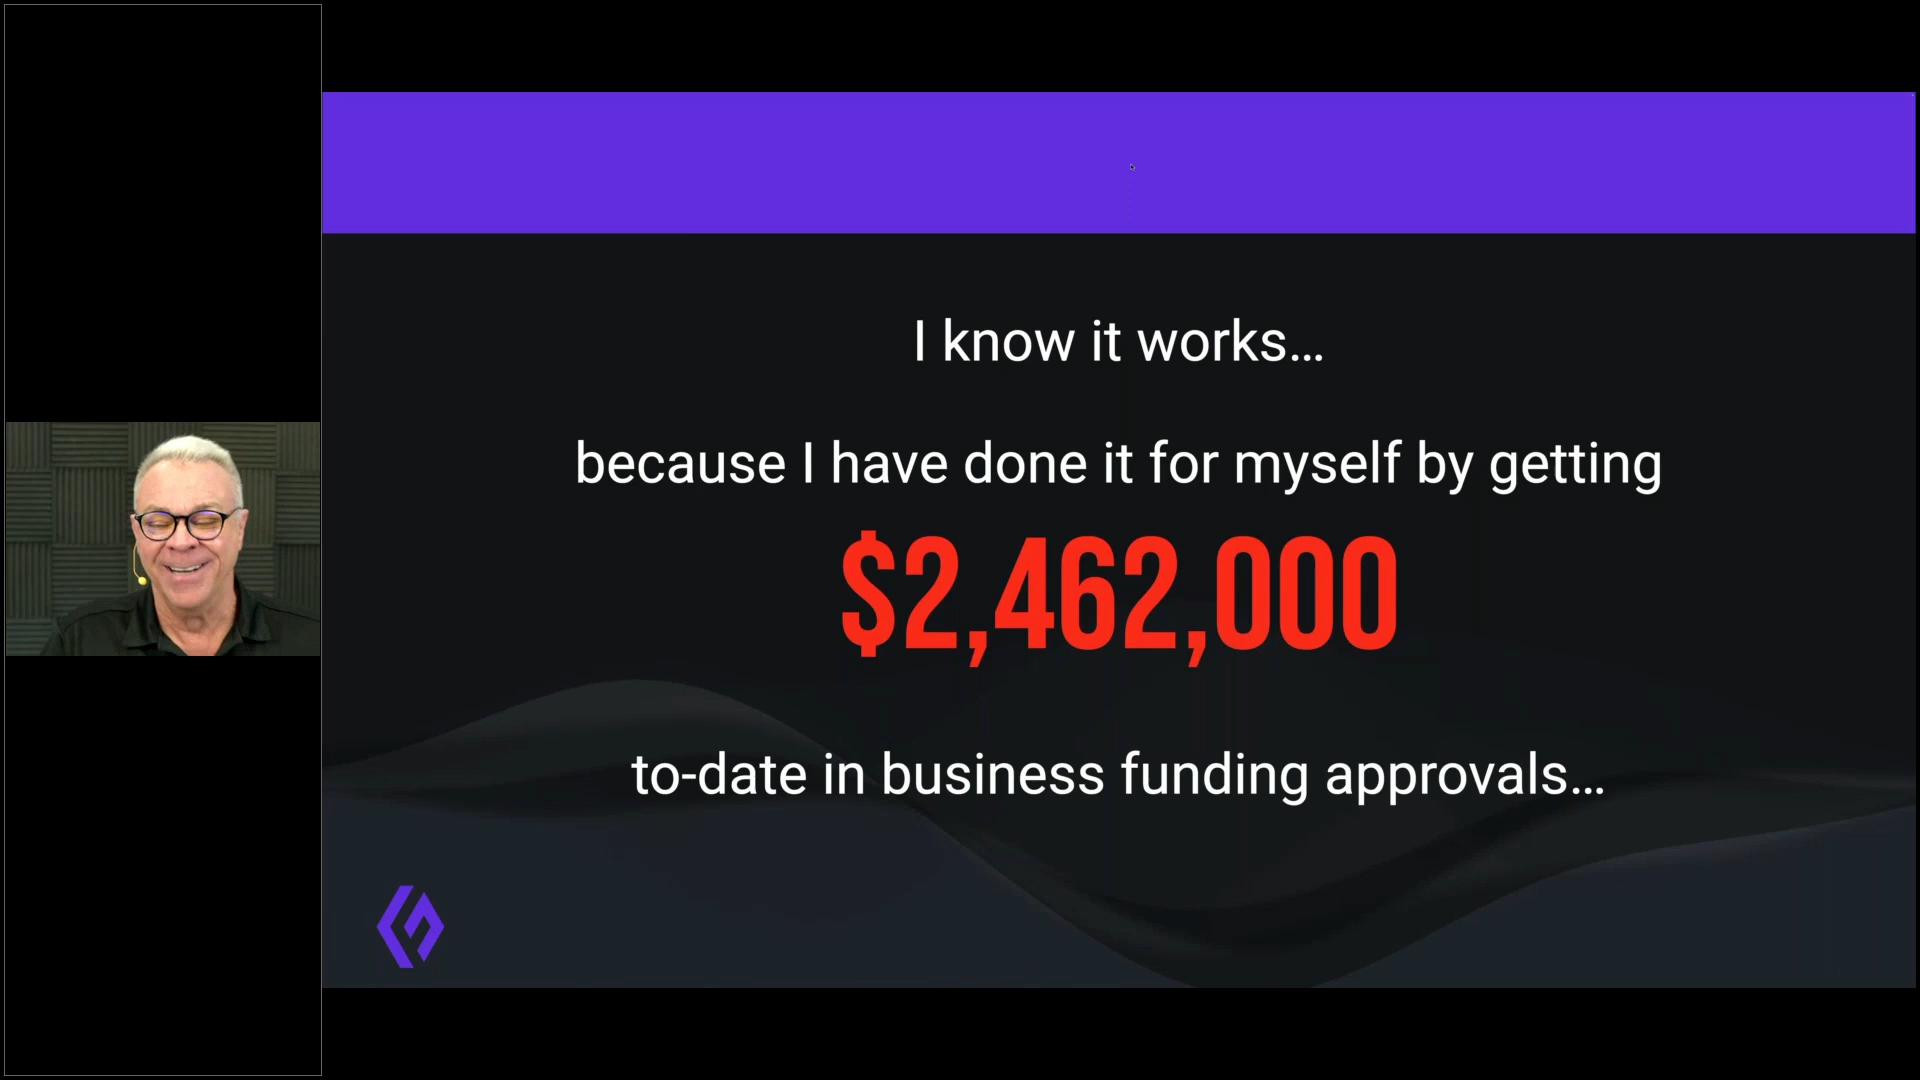 I know it works...
because I have done it for myself by getting
$2,462,000
to-date in business funding approvals...